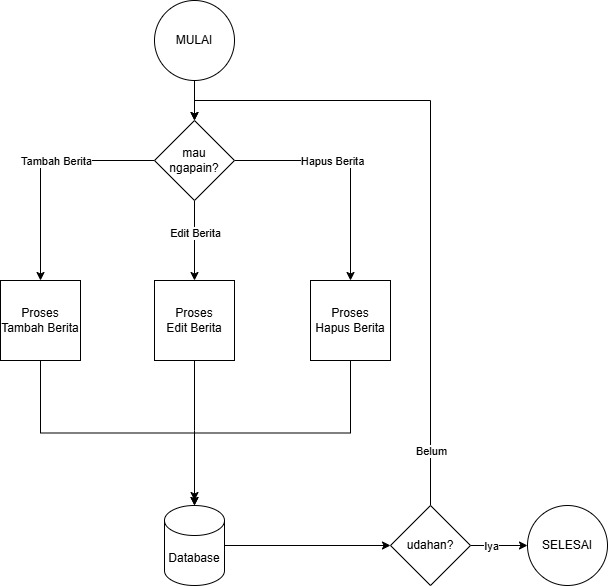 MULAI
mau
ngapain?
Tambah Berita
Hapus Berita
Edit Berita
Proses
Tambah Berita
Proses
Edit Berita
Proses
Hapus Berita
Belum
Database
udahan?
Iya
SELESAI